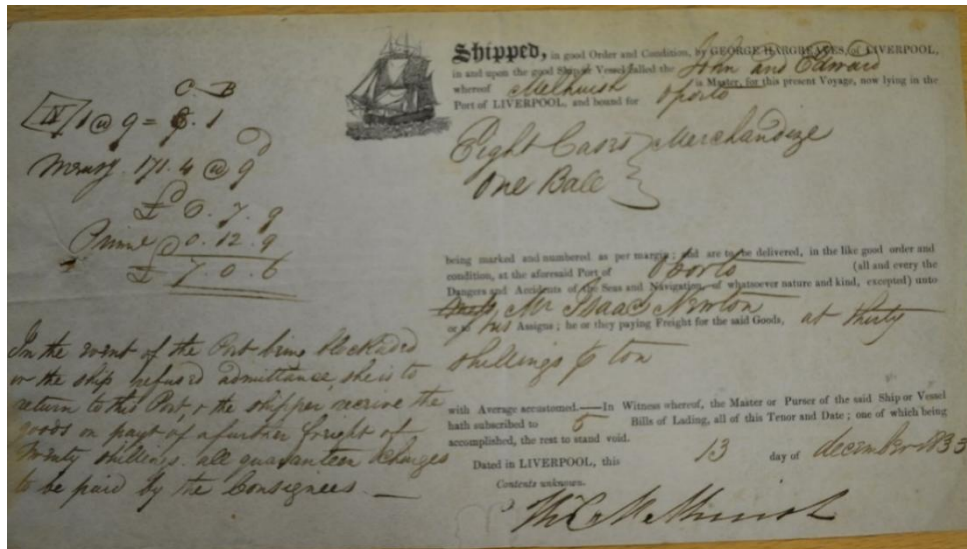 C. B
IN / 1 @ 9 = 6. 1
171.4 @ 9
£ 6. 7. 9
@ 0. 12. 9
£ 7. 0. 6
In the event of the Port being blockaded
or the ship refused admittance, she is to
return to this Port, & the shipper receive the
goods on payt of a further freight of
Twenty shillings. all quaranteen Charges
to be paid by the Consignees. —
Shipped, in good Order and Condition, by GEORGE HARGREAVES, of LIVERPOOL,
in and upon the good Ship or Vessel called the John and Edward
whereof Melhuish is Master, for this present Voyage, now lying in the
Port of LIVERPOOL, and bound for Oporto
Eight Cases } Merchandize
One Bale
being marked and numbered as per margin; and are to be delivered, in the like good order and
condition, at the aforesaid Port of Oporto (all and every the
Dangers and Accidents of the Seas and Navigation, of whatsoever nature and kind, excepted) unto
Mr Isaac Newton
or to his Assigns; he or they paying Freight for the said Goods, at thirty
shillings ⅌ ton
with Average accustomed.—In Witness whereof, the Master or Purser of the said Ship or Vessel
hath subscribed to 5 Bills of Lading, all of this Tenor and Date; one of which being
accomplished, the rest to stand void.
Dated in LIVERPOOL, this 13 day of december 1833
Contents unknown.
Melhuish